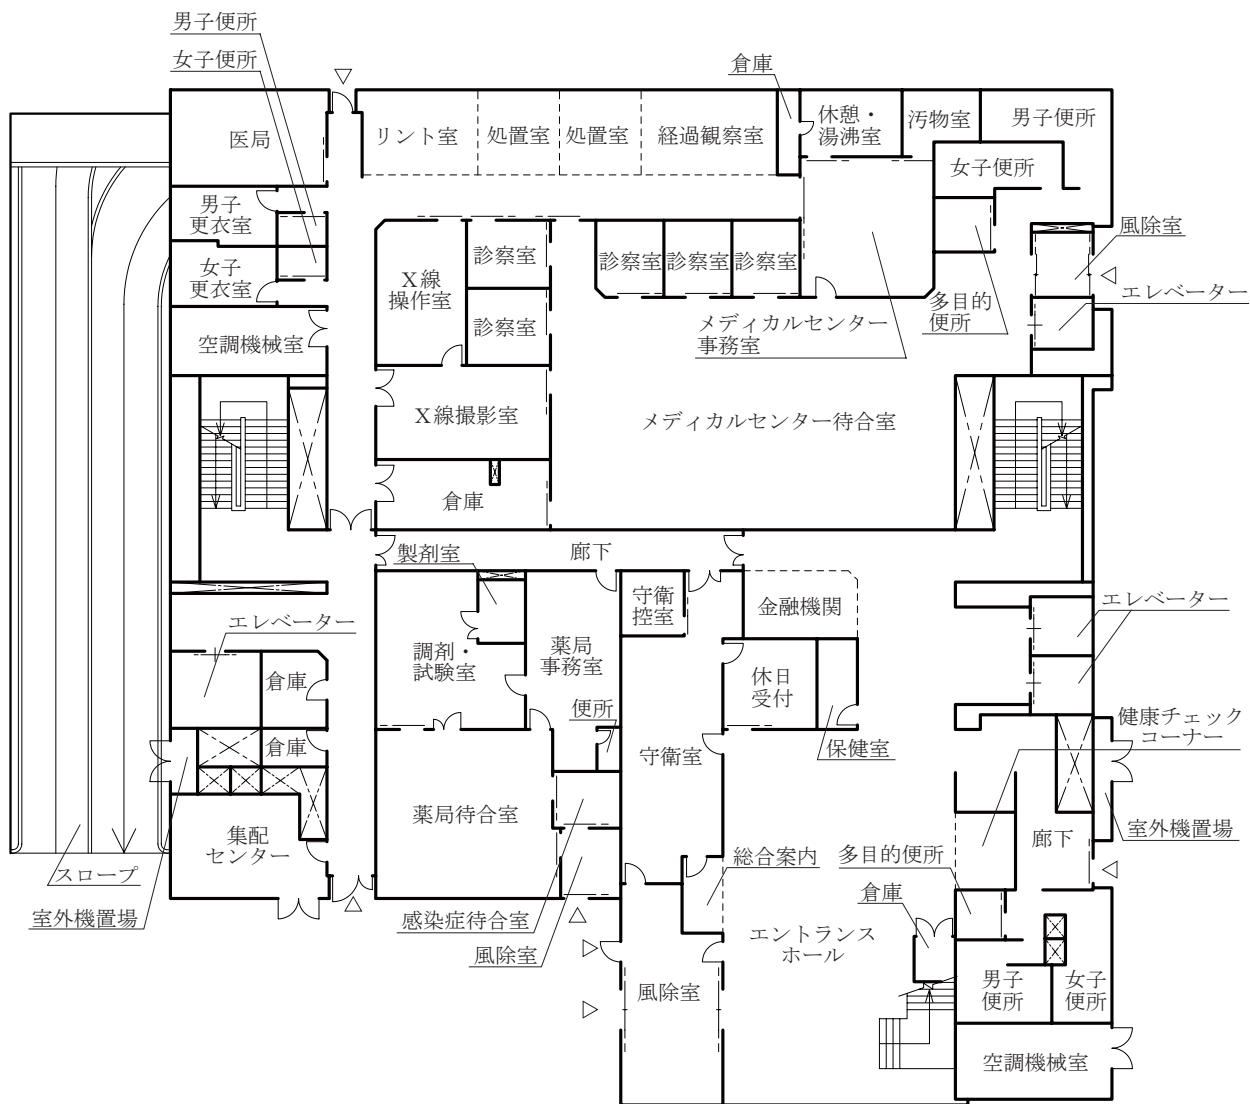 男子便所
女子便所
倉庫
医局
リント室
処置室
処置室
経過観察室
休憩・
湯沸室
汚物室
男子便所
女子便所
男子
更衣室
女子
更衣室
空調機械室
X線
操作室
診察室
診察室
診察室
診察室
診察室
風除室
エレベーター
多目的
便所
メディカルセンター
事務室
X線撮影室
メディカルセンター待合室
倉庫
製剤室
廊下
守衛
控室
金融機関
エレベーター
エレベーター
調剤・
試験室
薬局
事務室
倉庫
休日
受付
便所
倉庫
守衛室
保健室
健康チェック
コーナー
薬局待合室
集配
センター
スロープ
室外機置場
感染症待合室
風除室
総合案内
多目的便所
倉庫
廊下
室外機置場
エントランス
ホール
風除室
男子
便所
女子
便所
空調機械室